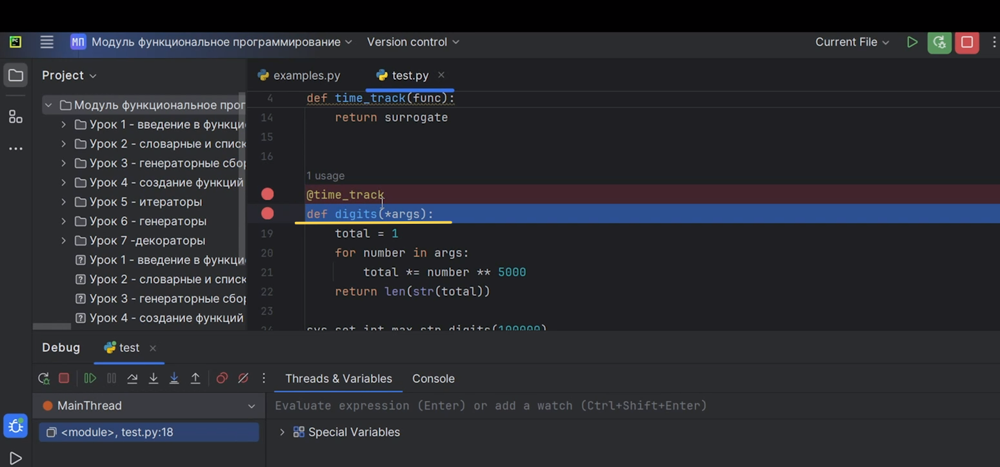 PC
МП Модуль функциональное программирование Version control Current File
Project
examples.py test.py
Модуль функциональное прог
Урок 1 - введение в функци
Урок 2 - словарные и списк
Урок 3 - генераторные сбор
Урок 4 - создание функций
Урок 5 - итераторы
Урок 6 - генераторы
Урок 7 -декораторы
Урок 1 - введение в функци
Урок 2 - словарные и списк
Урок 3 - генераторные сбор
Урок 4 - создание функций
4 def time_track(func):
14 return surrogate
15
16
1 usage
@time_track
def digits(*args):
19 total = 1
20 for number in args:
21 total *= number ** 5000
22 return len(str(total))
23
24 sys.set_int_max_str_digits(100000)
Debug test
Threads & Variables Console
MainThread
Evaluate expression (Enter) or add a watch (Ctrl+Shift+Enter)
<module>, test.py:18
Special Variables